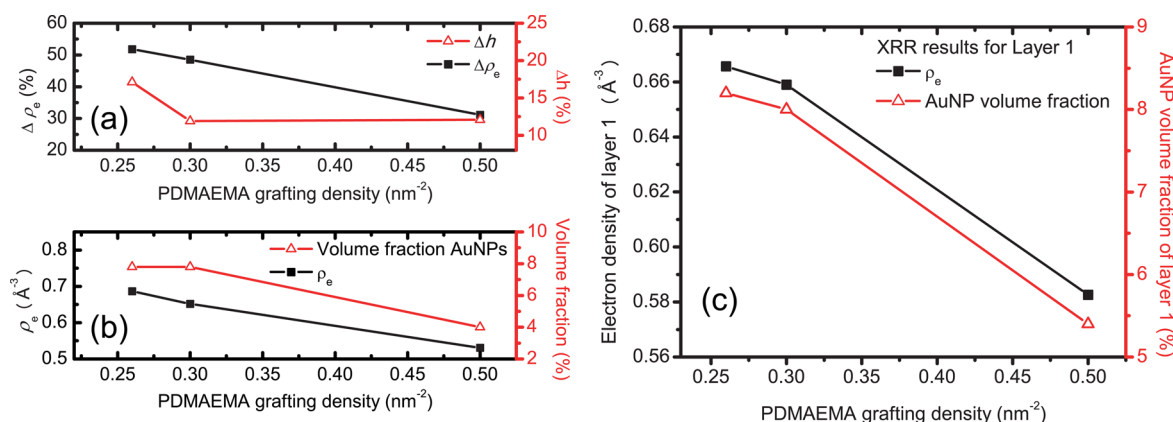 60
50
40
30
20
Δ ρe (%)
Δh
Δρe
(a)
25
20
15
10
Δh (%)
0.25 0.30 0.35 0.40 0.45 0.50
PDMAEMA grafting density (nm-2)
0.8
0.7
0.6
0.5
ρe ( Å-3)
Volume fraction AuNPs
ρe
(b)
10
8
6
4
2
Volume fraction (%)
0.25 0.30 0.35 0.40 0.45 0.50
PDMAEMA grafting density (nm-2)
0.68
0.66
0.64
0.62
0.60
0.58
0.56
Electron density of layer 1 ( Å-3)
XRR results for Layer 1
ρe
AuNP volume fraction
(c)
9
8
7
6
5
AuNP volume fraction of layer 1 (%)
0.25 0.30 0.35 0.40 0.45 0.50
PDMAEMA grafting density (nm-2)